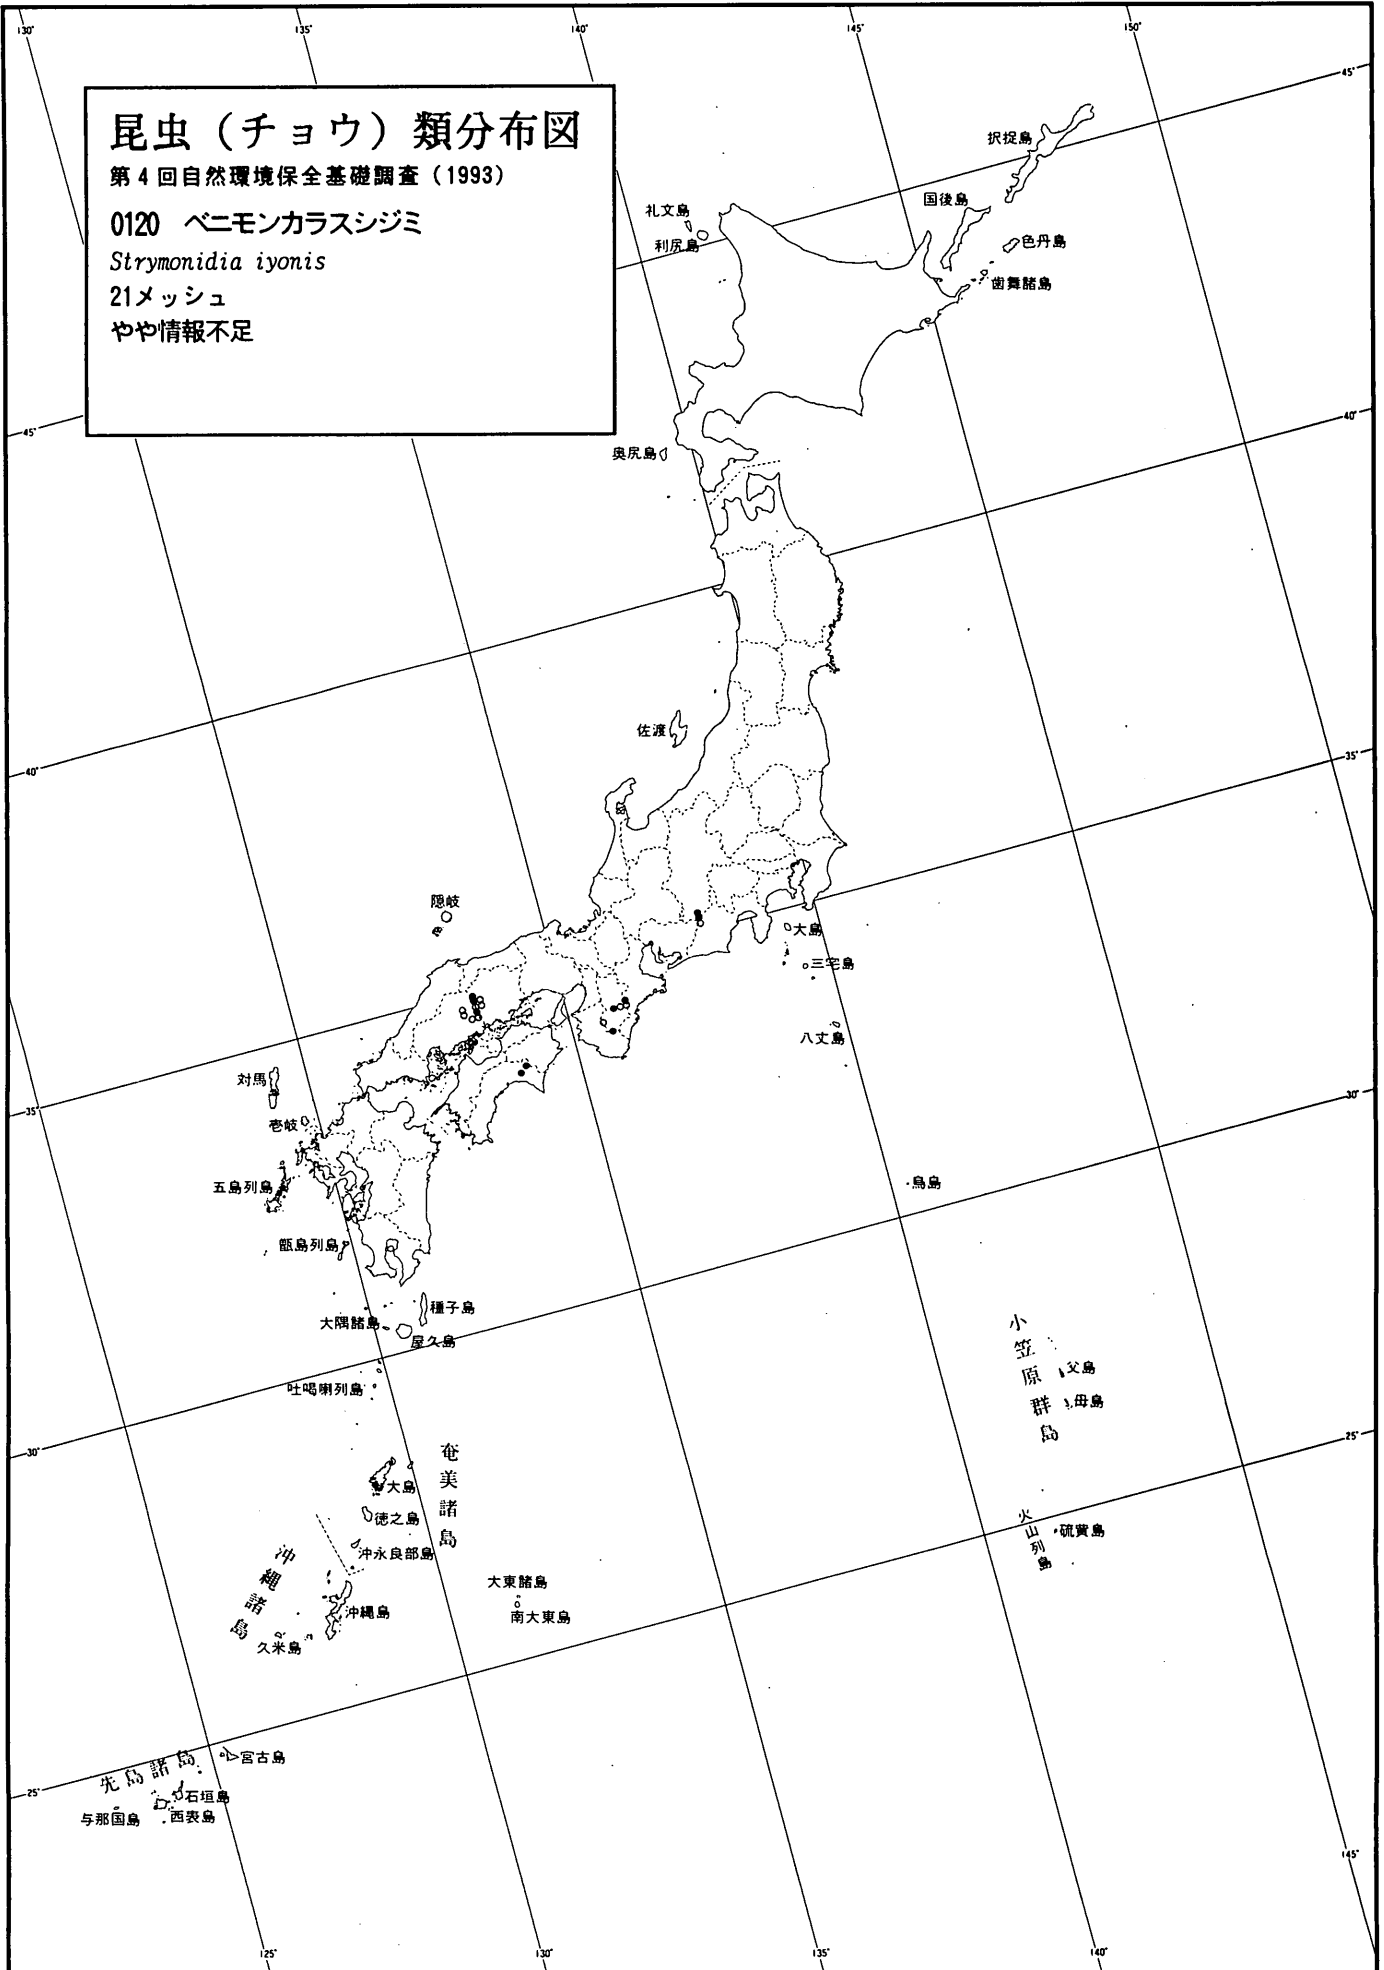 130°
135°
140°
145°
150°
昆虫（チョウ）類分布図
第4回自然環境保全基礎調査（1993）
0120 ベニモンカラスシジミ
Strymonidia iyonis
21メッシュ
やや情報不足
45°
択捉島
国後島
礼文島
利尻島
色丹島
歯舞諸島
40°
45°
奥尻島
佐渡
35°
40°
隠岐
大島
三宅島
八丈島
対馬
壱岐
30°
35°
五島列島
鳥島
甑島列島
種子島
大隅諸島
屋久島
吐喝喇列島
小笠原群島
父島
母島
25°
30°
奄美諸島
大島
徳之島
沖永良部島
火山列島
硫黄島
沖縄諸島
沖縄島
久米島
大東諸島
南大東島
先島諸島
宮古島
25°
石垣島
与那国島
西表島
145°
125°
130°
135°
140°